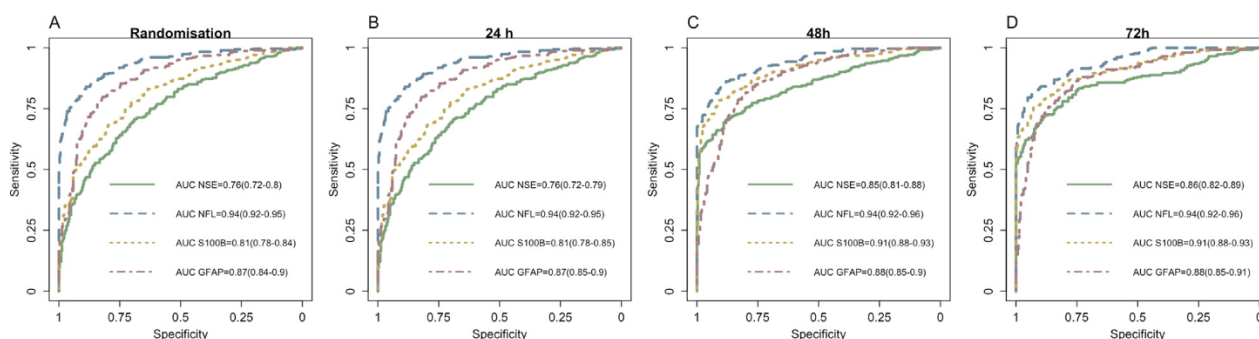 A
Randomisation
1
0.75
0.5
0.25
0
Sensitivity
AUC NSE=0.76(0.72-0.8)
AUC NFL=0.94(0.92-0.95)
AUC S100B=0.81(0.78-0.84)
AUC GFAP=0.87(0.84-0.9)
1 0.75 0.5 0.25 0
Specificity
B
24 h
1
0.75
0.5
0.25
0
Sensitivity
AUC NSE=0.76(0.72-0.79)
AUC NFL=0.94(0.92-0.95)
AUC S100B=0.81(0.78-0.85)
AUC GFAP=0.87(0.85-0.9)
1 0.75 0.5 0.25 0
Specificity
C
48h
1
0.75
0.5
0.25
0
Sensitivity
AUC NSE=0.85(0.81-0.88)
AUC NFL=0.94(0.92-0.96)
AUC S100B=0.91(0.88-0.93)
AUC GFAP=0.88(0.85-0.9)
1 0.75 0.5 0.25 0
Specificity
D
72h
1
0.75
0.5
0.25
0
Sensitivity
AUC NSE=0.86(0.82-0.89)
AUC NFL=0.94(0.92-0.96)
AUC S100B=0.91(0.88-0.93)
AUC GFAP=0.88(0.85-0.91)
1 0.75 0.5 0.25 0
Specificity